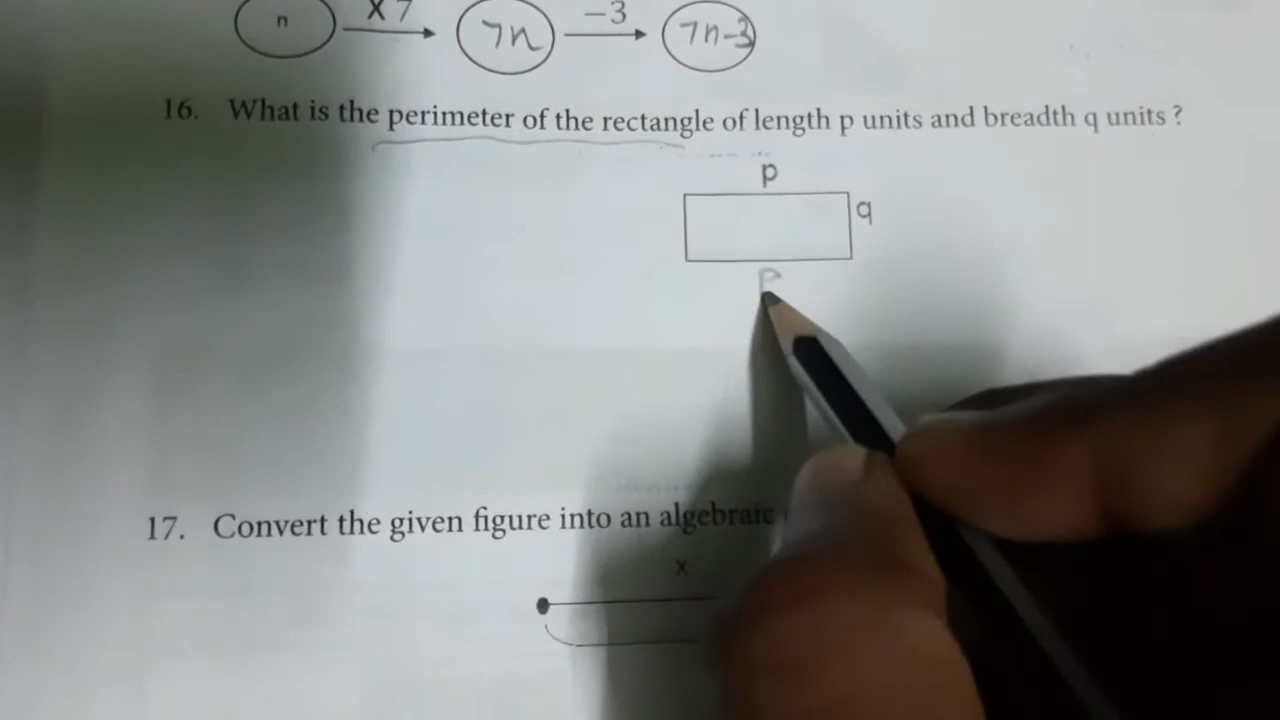 n × 7 7n −3 7n-3
16. What is the perimeter of the rectangle of length p units and breadth q units ?
p
q
P
17. Convert the given figure into an algebraic
x